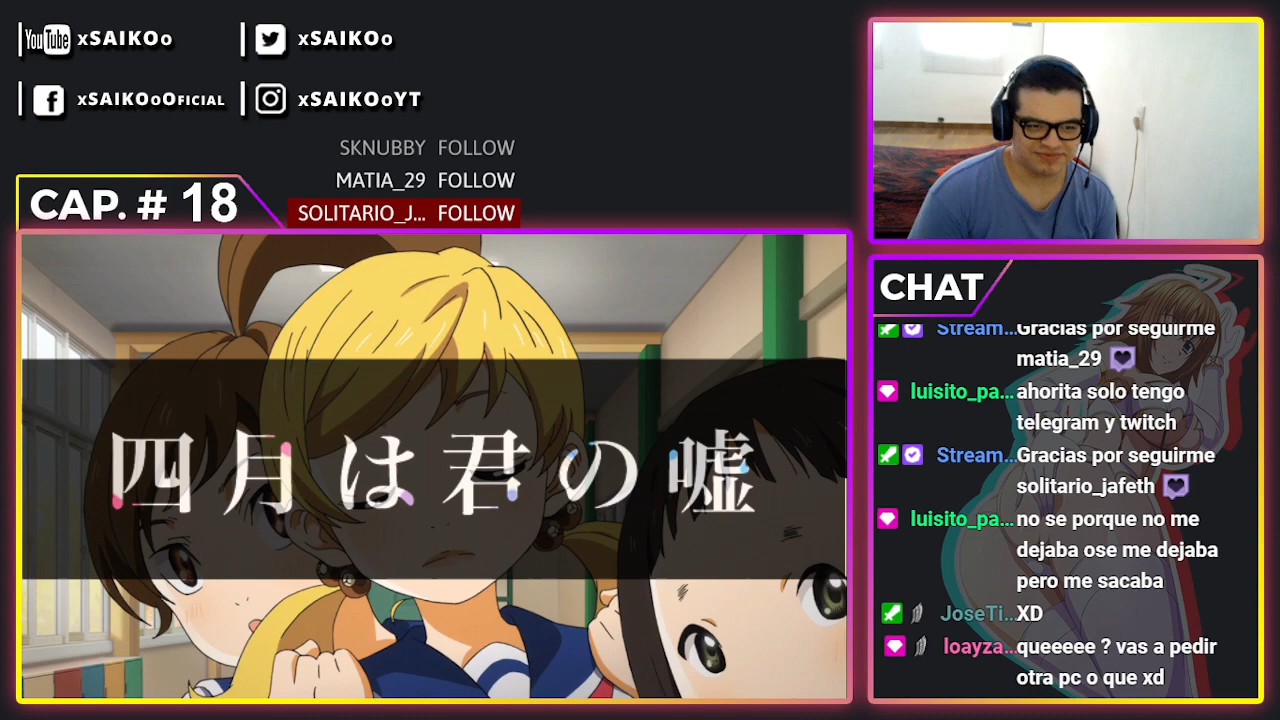 YouTube xSAIKOo
xSAIKOo
xSAIKOoOficial
xSAIKOoYT
SKNUBBY FOLLOW
MATIA_29 FOLLOW
SOLITARIO_J... FOLLOW
CAP. # 18
四月は君の嘘
CHAT
Stream... Gracias por seguirme
matia_29
luisito_pa... ahorita solo tengo
telegram y twitch
Stream... Gracias por seguirme
solitario_jafeth
luisito_pa... no se porque no me
dejaba ose me dejaba
pero me sacaba
JoseTi... XD
loayza... queeeee ? vas a pedir
otra pc o que xd